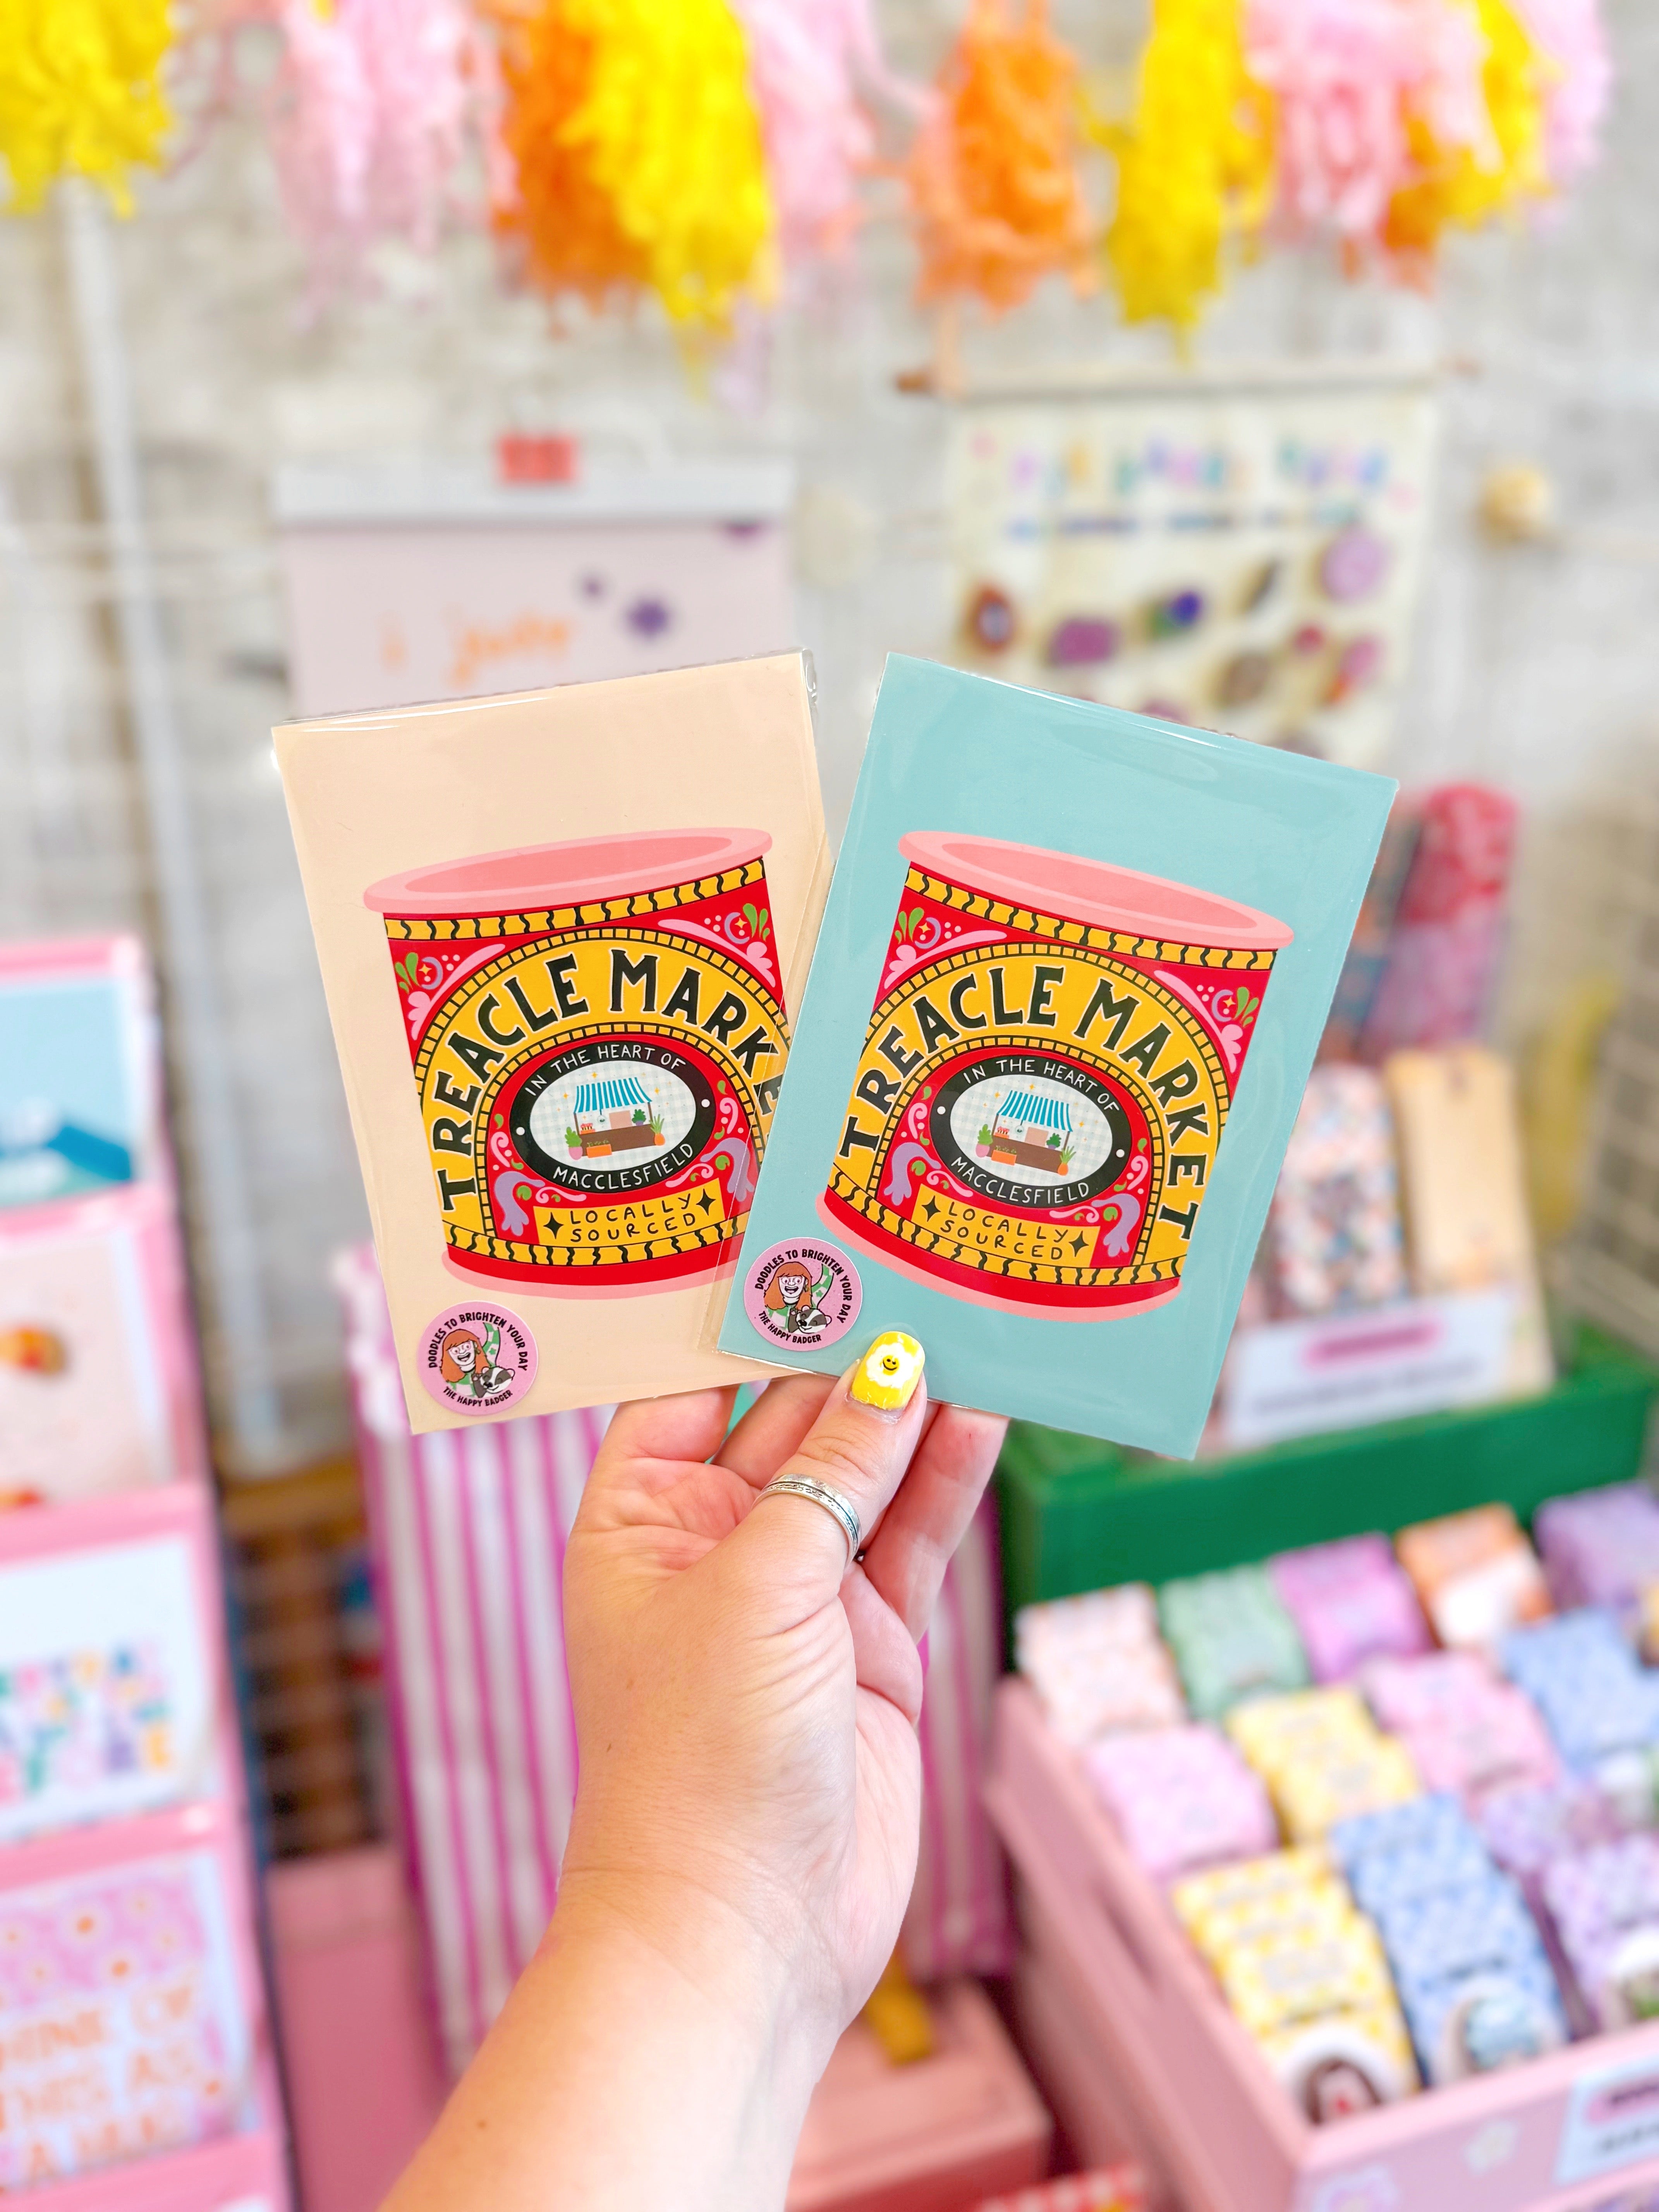 TREACLE MARKE
IN THE HEART OF
MACCLESFIELD
LOCALLY
SOURCED
DOODLES TO BRIGHTEN YOUR DAY
THE HAPPY BADGER
TREACLE MARKET
IN THE HEART OF
MACCLESFIELD
LOCALLY
SOURCED
DOODLES TO BRIGHTEN YOUR DAY
THE HAPPY BADGER